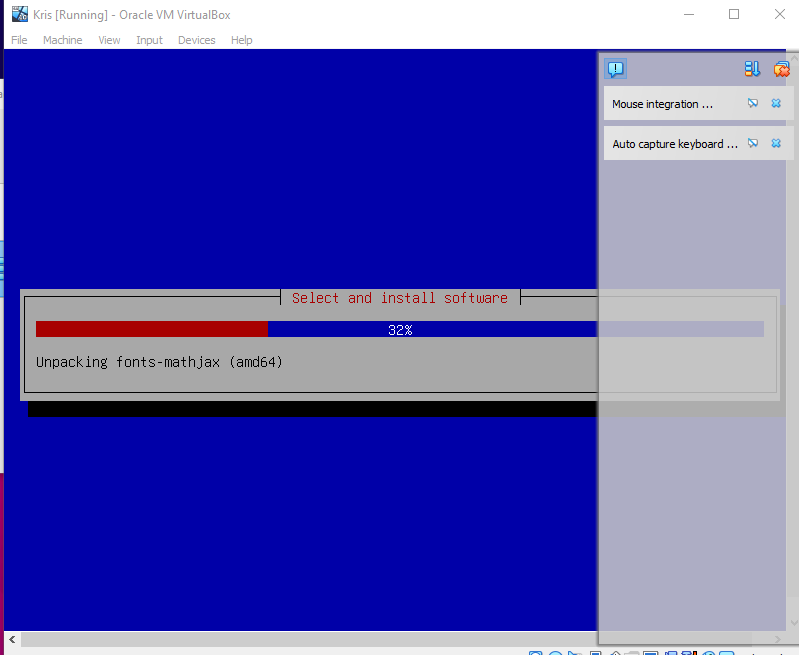 Kris [Running] - Oracle VM VirtualBox
File Machine View Input Devices Help
Mouse integration ...
Auto capture keyboard ...
Select and install software
32%
Unpacking fonts-mathjax (amd64)